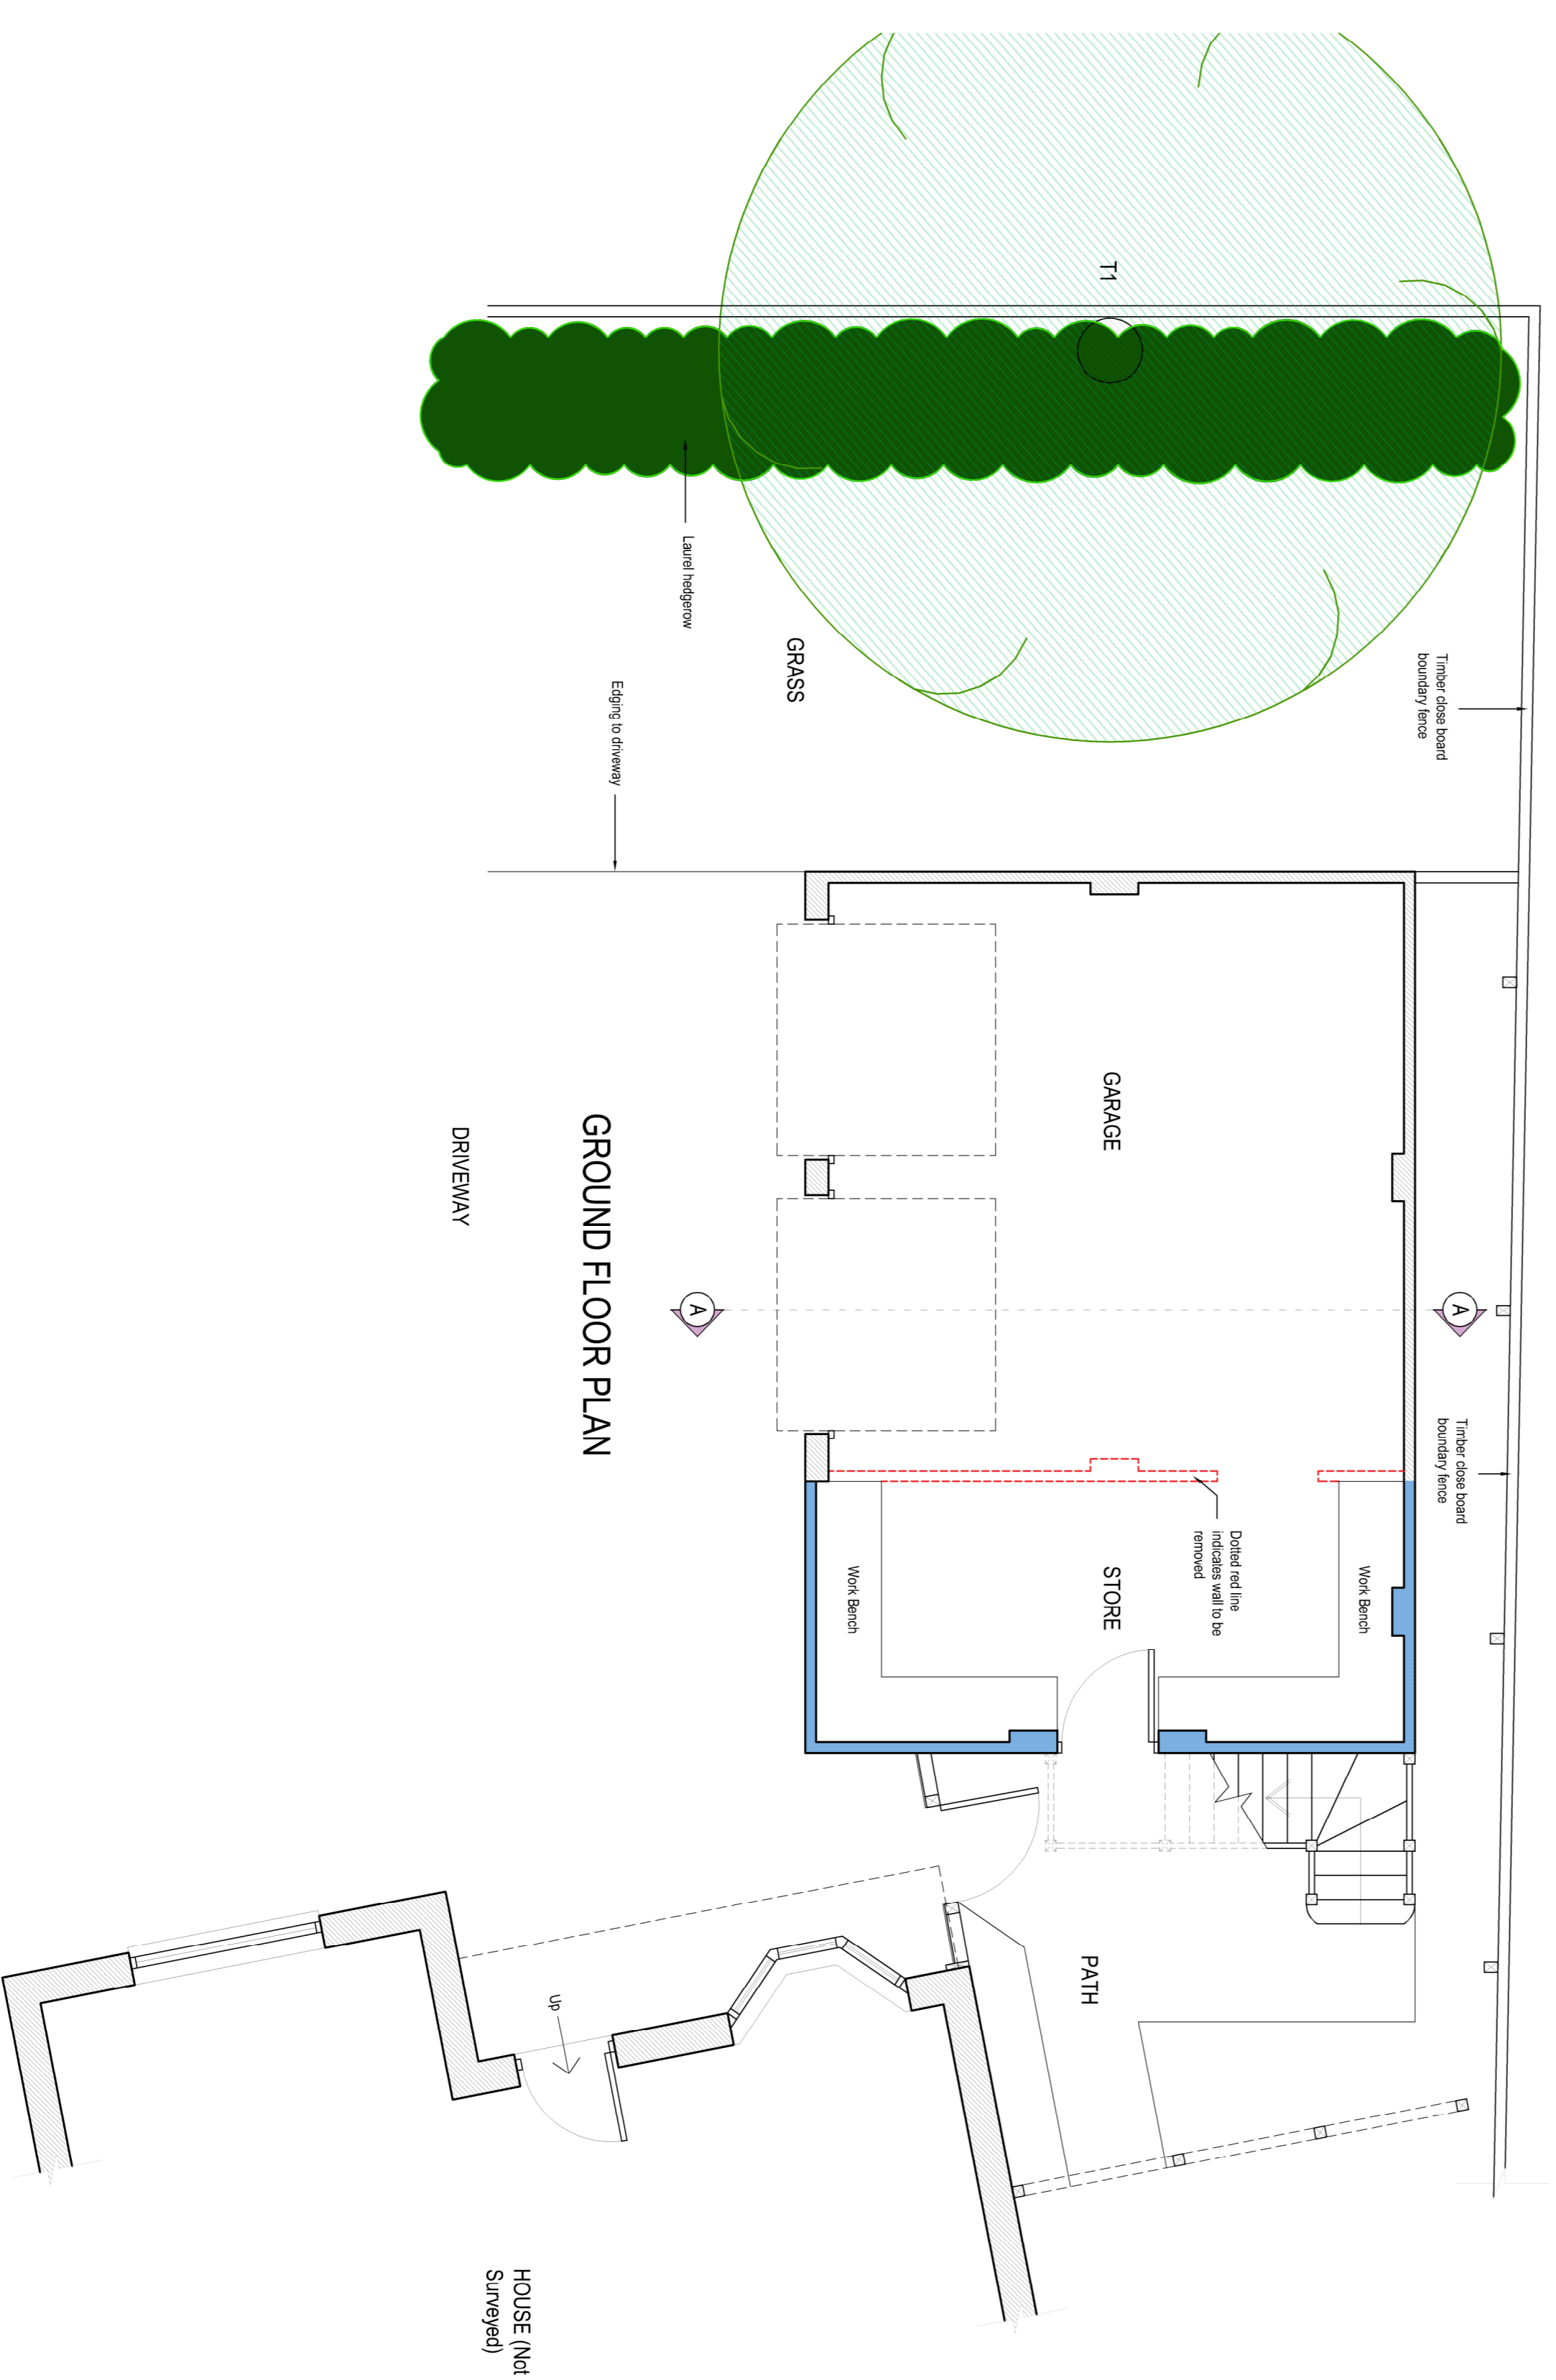 T1
Timber close board
boundary fence
Laurel hedgerow
GRASS
Edging to driveway
GARAGE
A
A
GROUND FLOOR PLAN
DRIVEWAY
Timber close board
boundary fence
Dotted red line
indicates wall to be
removed
Work Bench
STORE
Work Bench
PATH
Up
HOUSE (Not
Surveyed)